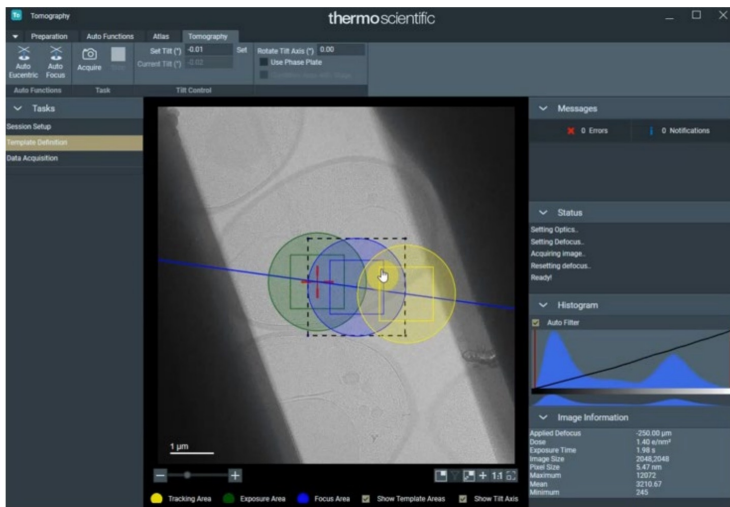 To Tomography
thermo scientific
Preparation Auto Functions Atlas Tomography
Auto Eucentric
Auto Focus
Acquire
Set Tilt (°) -0.01 Set
Current Tilt (°) -0.02
Rotate Tilt Axis (°) 0.00
Use Phase Plate
Auto Functions Task Tilt Control
Tasks
Session Setup
Template Definition
Data Acquisition
1 µm
Tracking Area Exposure Area Focus Area Show Template Areas Show Tilt Axis
1:1
Messages
0 Errors 0 Notifications
Status
Setting Optics..
Setting Defocus..
Acquiring image..
Resetting defocus..
Ready!
Histogram
Auto Filter
Image Information
Applied Defocus -250.00 µm
Dose 1.40 e/nm²
Exposure Time 1.98 s
Image Size 2048,2048
Pixel Size 5.47 nm
Maximum 12072
Mean 3210.67
Minimum 245